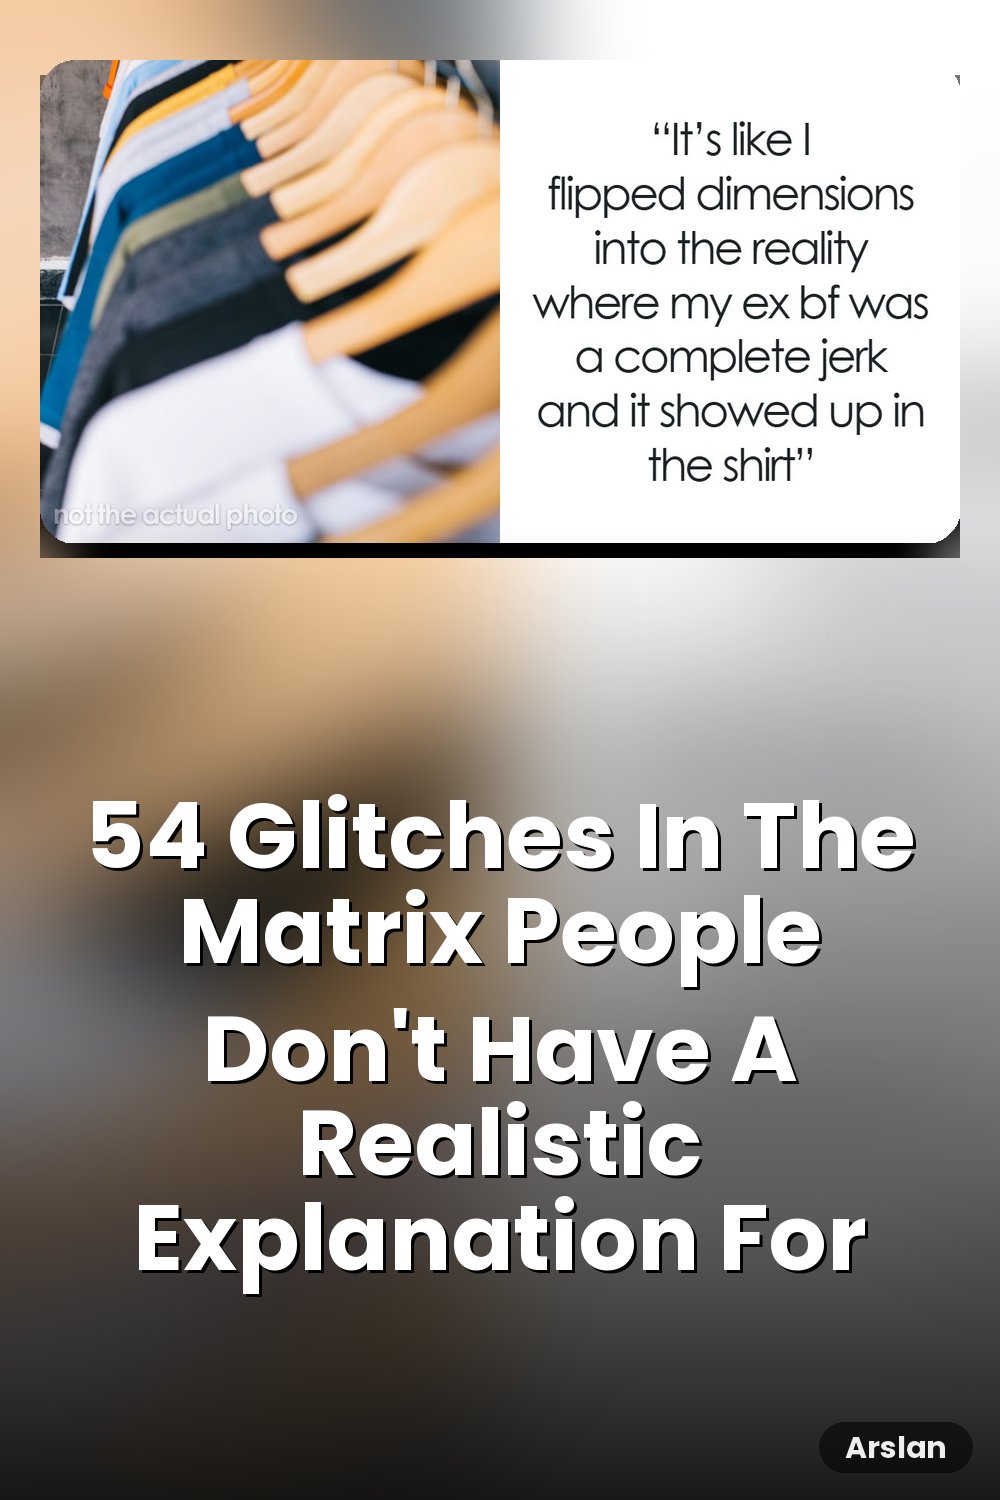 “It’s like I
flipped dimensions
into the reality
where my ex bf was
a complete jerk
and it showed up in
the shirt”
not the actual photo
54 Glitches In The
Matrix People
Don't Have A
Realistic
Explanation For
Arslan